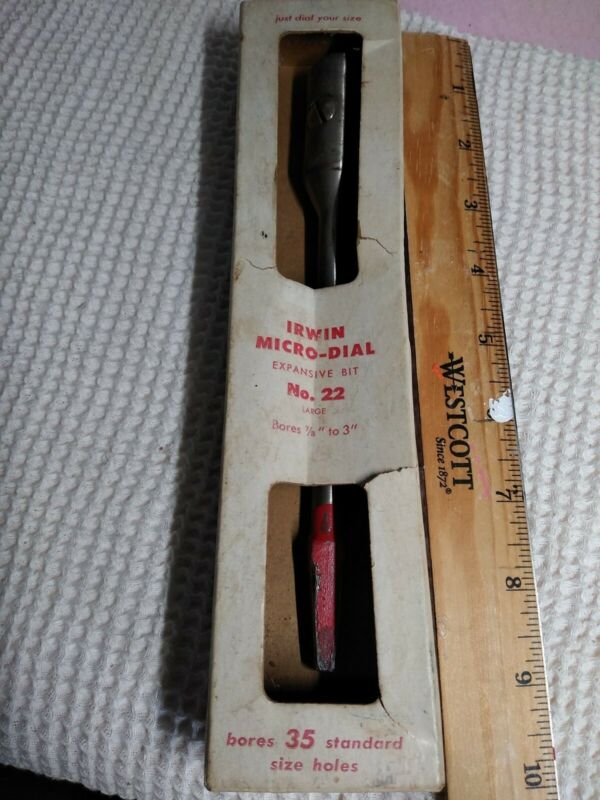 just dial your size
IRWIN
MICRO-DIAL
EXPANSIVE BIT
No. 22
LARGE
Bores 7/8" to 3"
bores 35 standard
size holes
1
2
3
4
5
6
7
8
9
10
WESTCOTT
Since 1872®